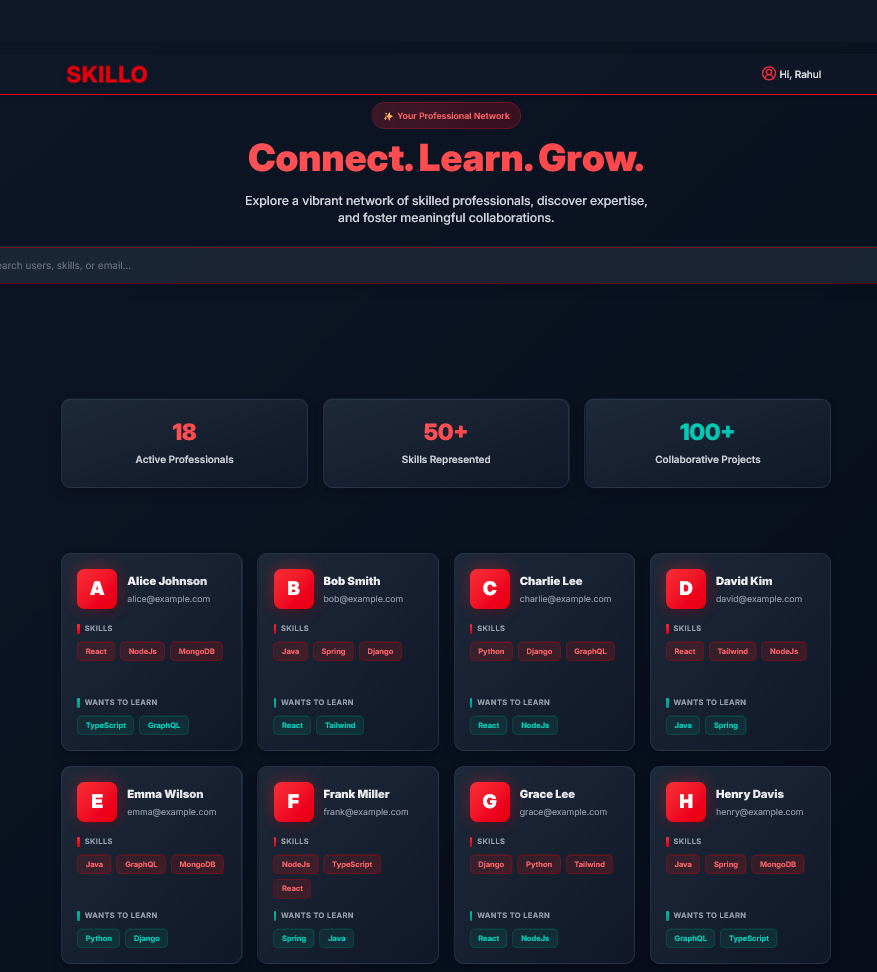 SKILLO
Hi, Rahul
✨ Your Professional Network
Connect. Learn. Grow.
Explore a vibrant network of skilled professionals, discover expertise,
and foster meaningful collaborations.
earch users, skills, or email...
18
Active Professionals
50+
Skills Represented
100+
Collaborative Projects
A
Alice Johnson
alice@example.com
SKILLS
React NodeJs MongoDB
WANTS TO LEARN
TypeScript GraphQL
B
Bob Smith
bob@example.com
SKILLS
Java Spring Django
WANTS TO LEARN
React Tailwind
C
Charlie Lee
charlie@example.com
SKILLS
Python Django GraphQL
WANTS TO LEARN
React NodeJs
D
David Kim
david@example.com
SKILLS
React Tailwind NodeJs
WANTS TO LEARN
Java Spring
E
Emma Wilson
emma@example.com
SKILLS
Java GraphQL MongoDB
WANTS TO LEARN
Python Django
F
Frank Miller
frank@example.com
SKILLS
NodeJs TypeScript
React
WANTS TO LEARN
Spring Java
G
Grace Lee
grace@example.com
SKILLS
Django Python Tailwind
WANTS TO LEARN
React NodeJs
H
Henry Davis
henry@example.com
SKILLS
Java Spring MongoDB
WANTS TO LEARN
GraphQL TypeScript